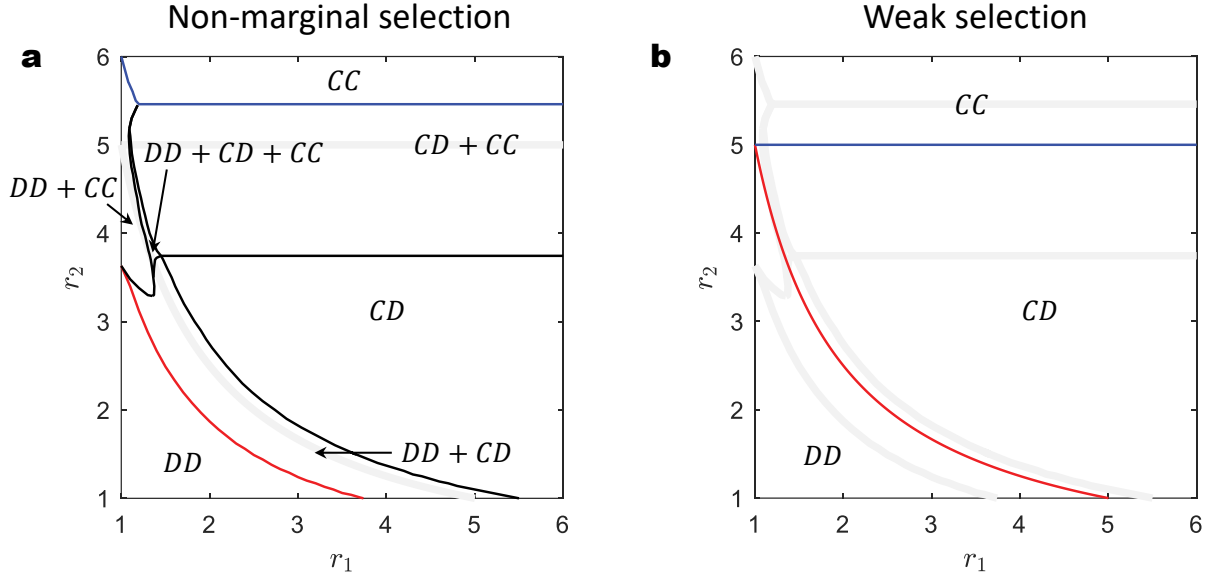 Non-marginal selection
Weak selection
a
6
5
4
3
2
1
r2
CC
CD + CC
DD + CD + CC
DD + CC
CD
DD + CD
DD
1 2 3 4 5 6
r1
b
6
5
4
3
2
1
r2
CC
CD
DD
1 2 3 4 5 6
r1